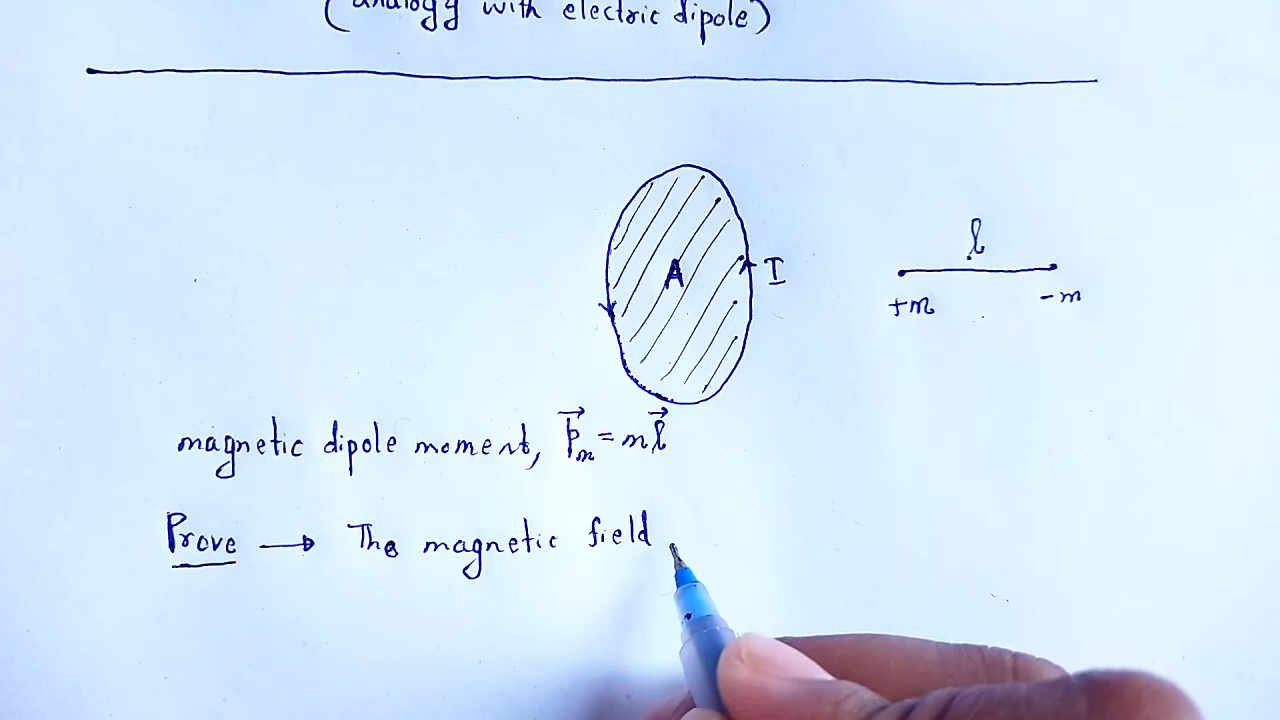 (analogy with electric dipole)
A
I
l
+m
-m
magnetic dipole moment, p⃗ₘ = m l⃗
Prove → The magnetic field